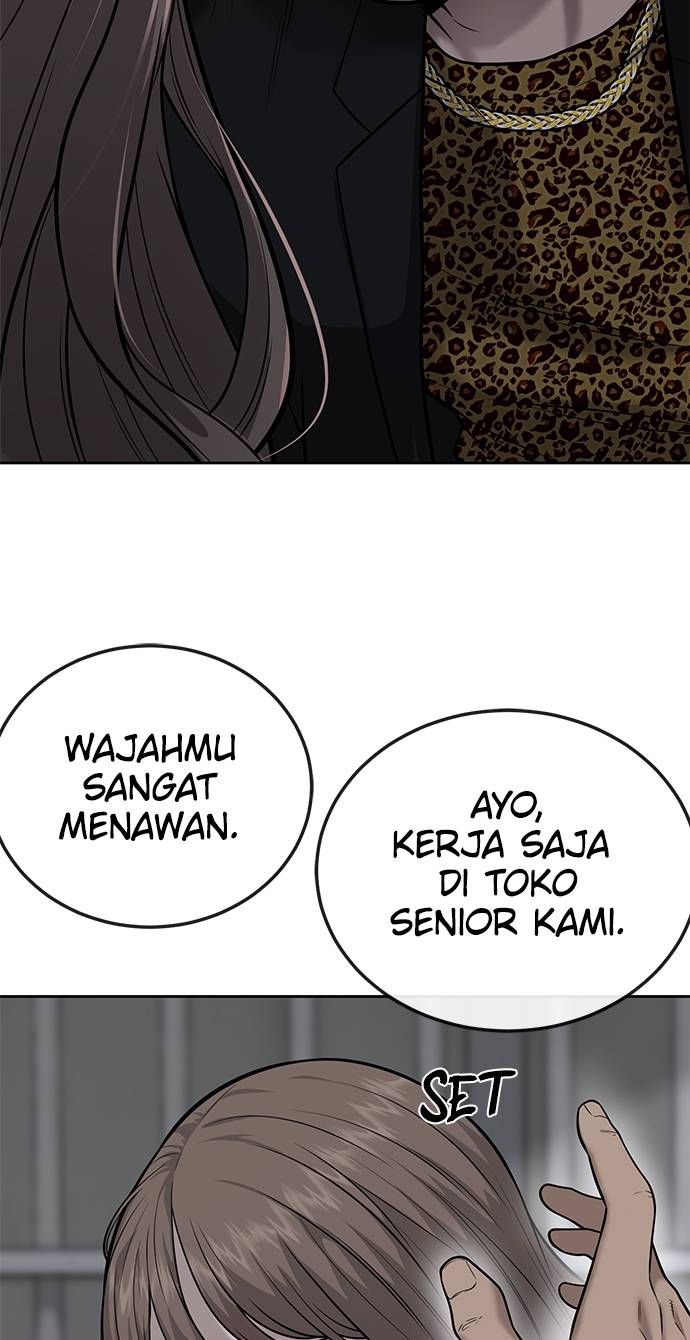 WAJAHMU
SANGAT
MENAWAN.
AYO,
KERJA SAJA
DI TOKO
SENIOR KAMI.
SET